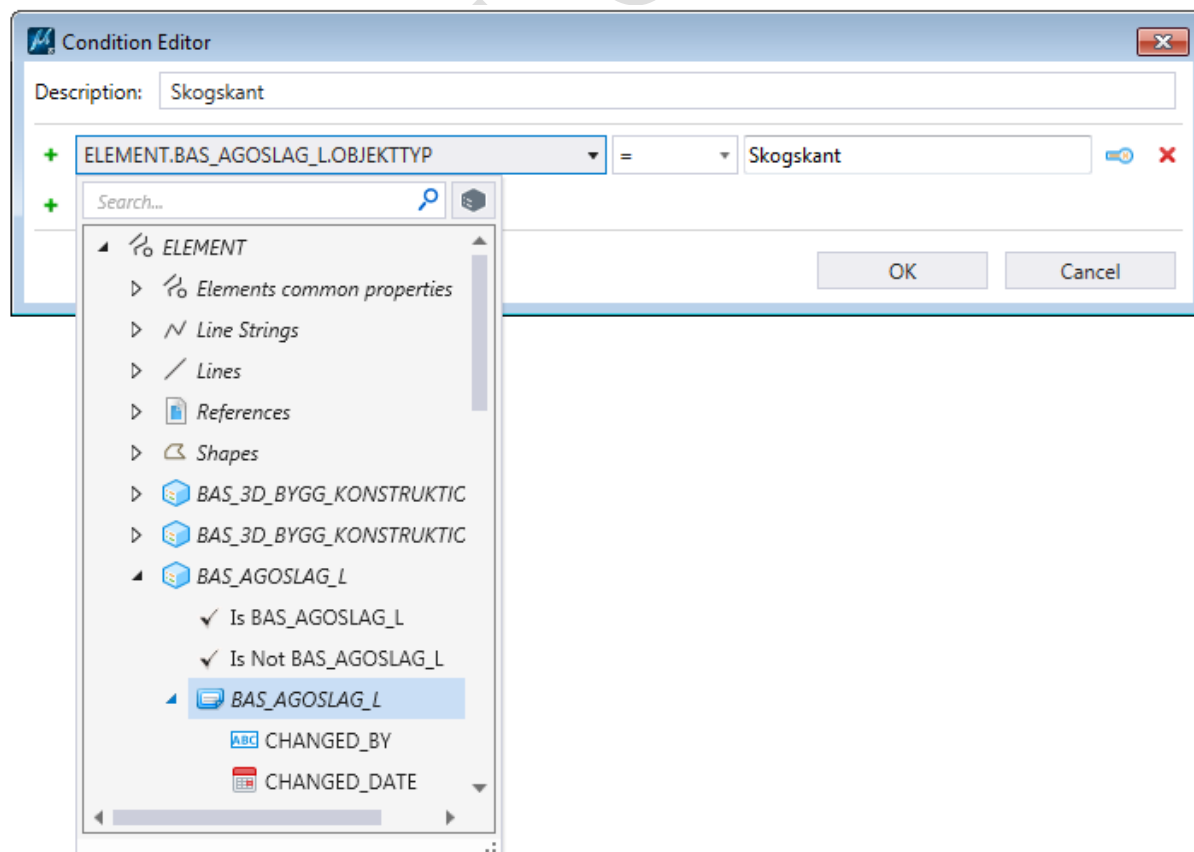 Condition Editor
Description: Skogskant
ELEMENT.BAS_AGOSLAG_L.OBJEKTTYP = Skogskant
Search...
ELEMENT
Elements common properties
OK Cancel
Line Strings
Lines
References
Shapes
BAS_3D_BYGG_KONSTRUKTIC
BAS_3D_BYGG_KONSTRUKTIC
BAS_AGOSLAG_L
Is BAS_AGOSLAG_L
Is Not BAS_AGOSLAG_L
BAS_AGOSLAG_L
ABC CHANGED_BY
CHANGED_DATE